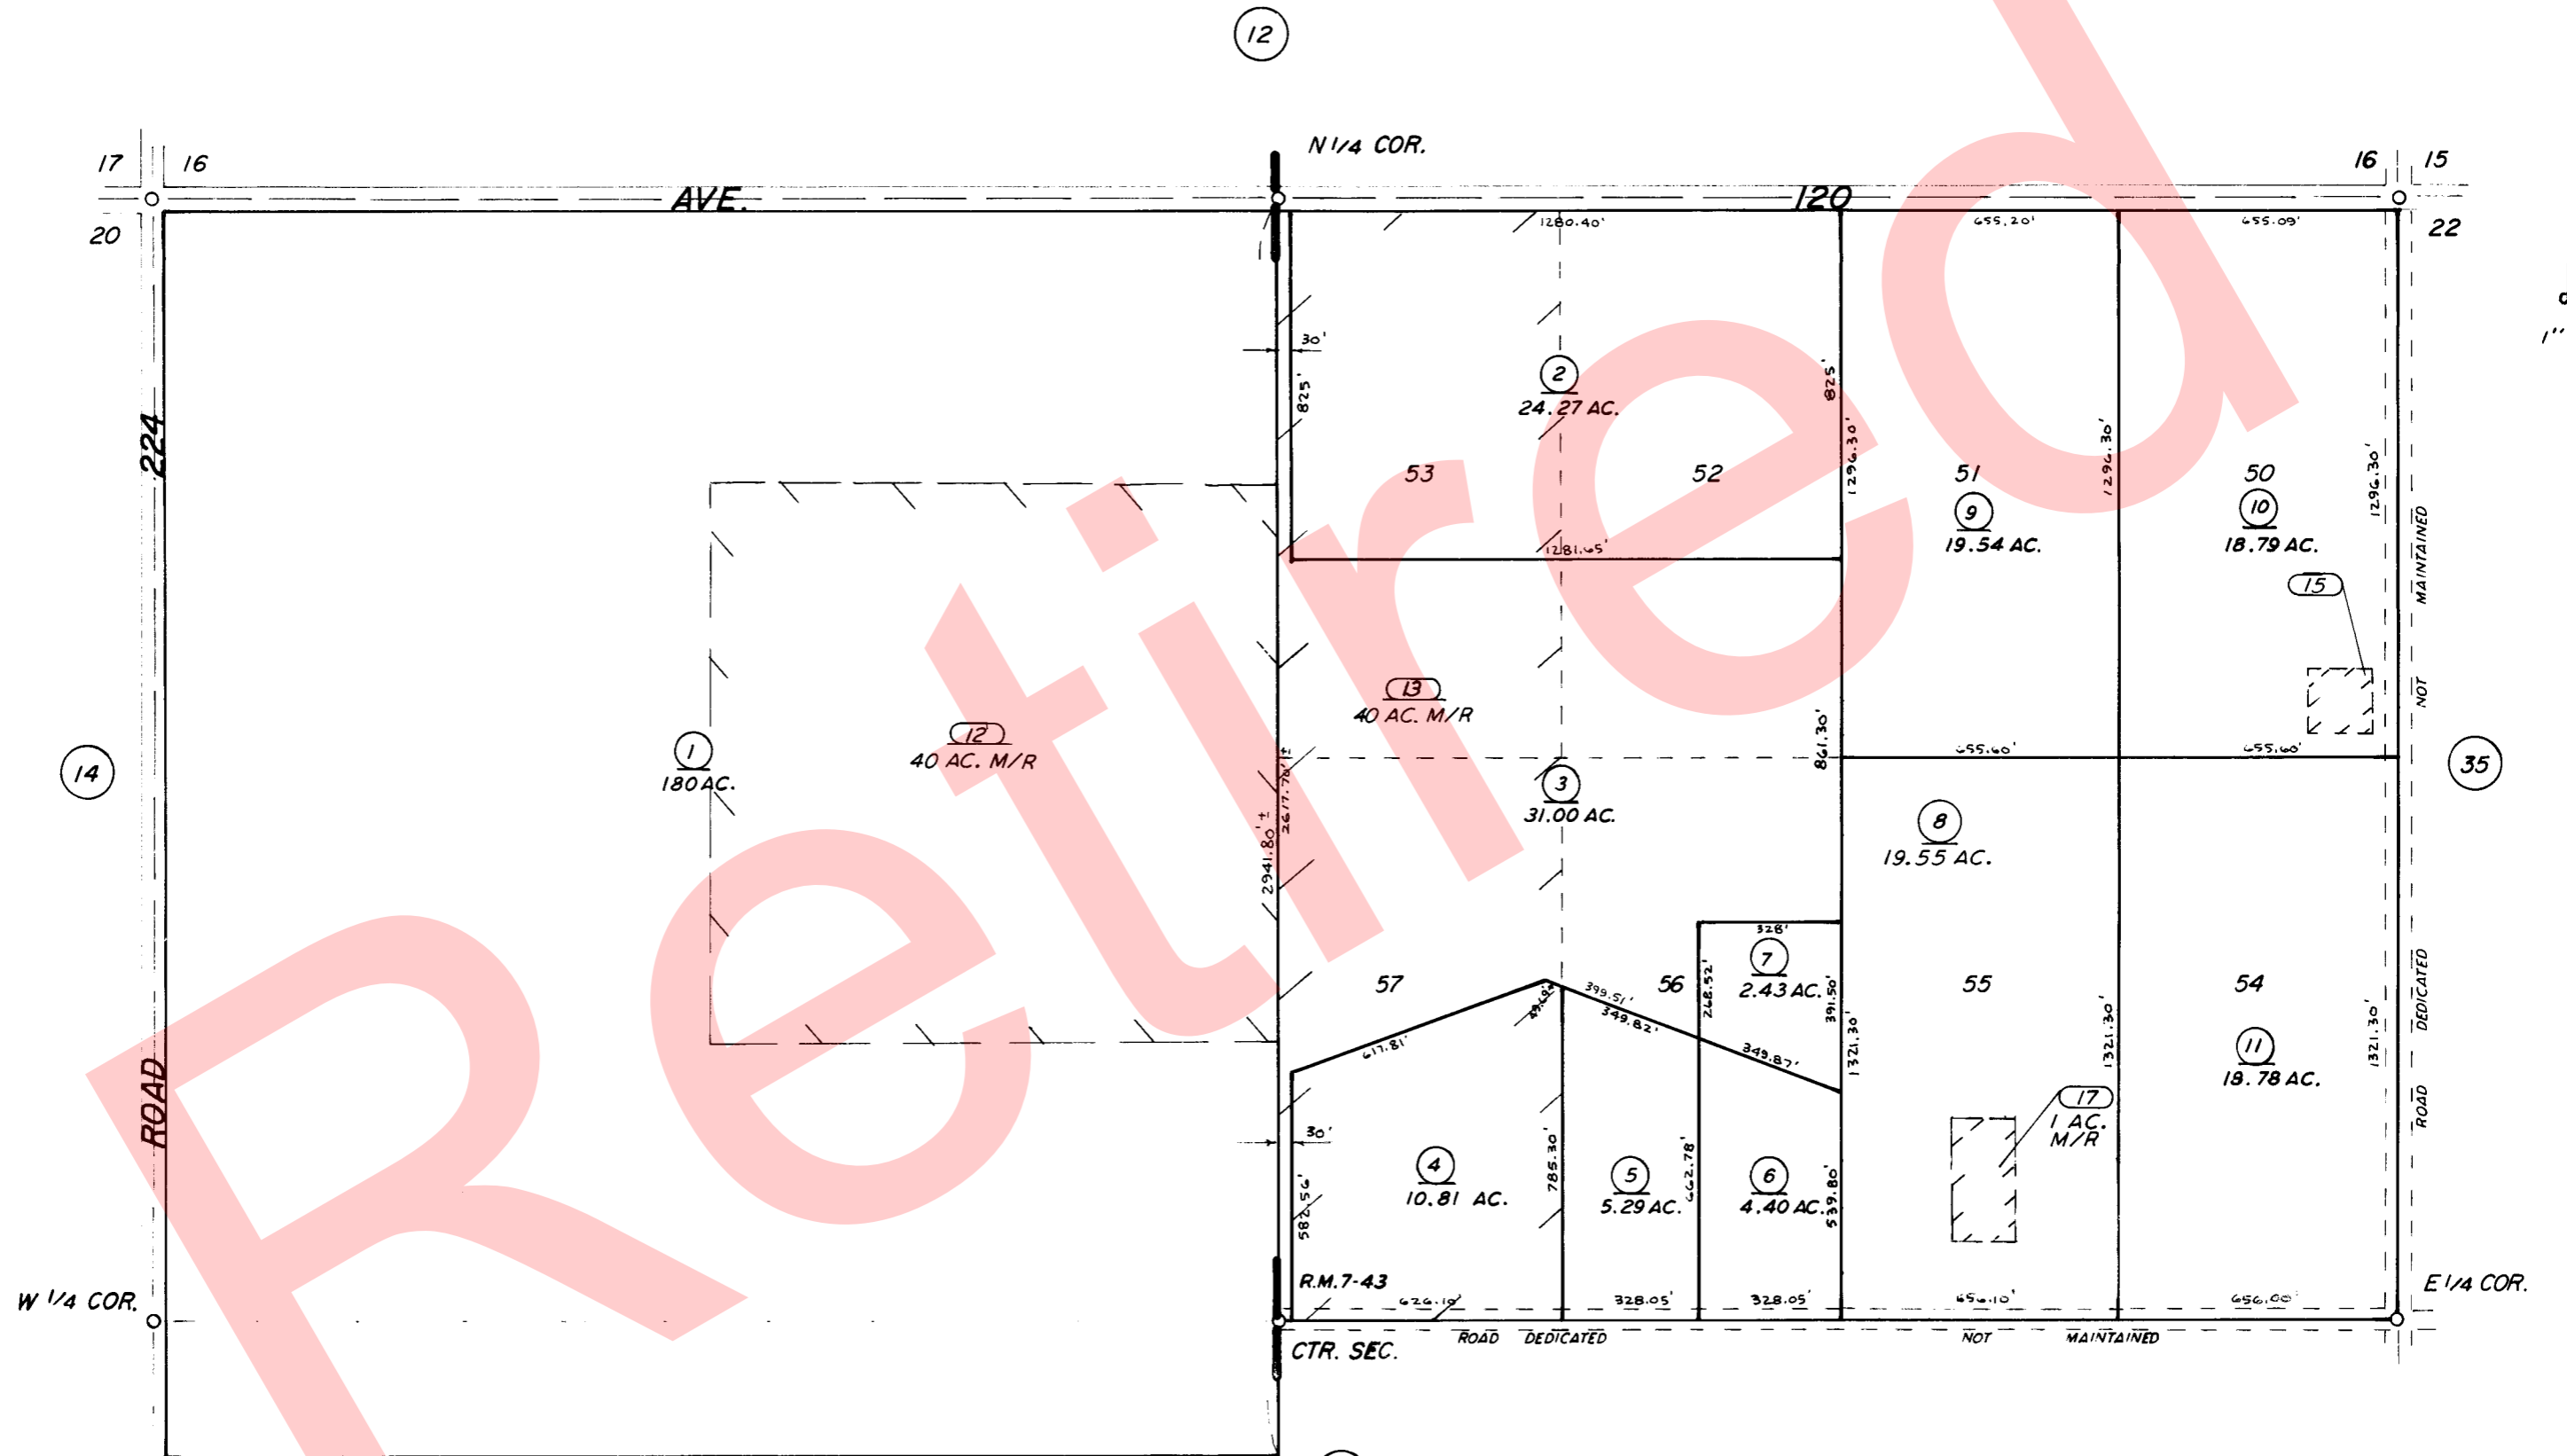 12
N 1/4 COR.
17 16
16 15
AVE. 120
20
22
1280.40' 655.20' 655.09'
1"
30'
825'
825'
2
24.27 AC.
224
1296.30' 1296.30' 1296.30'
53 52 51 50
9
19.54 AC.
10
18.79 AC.
1281.65'
15
NOT MAINTAINED
13
40 AC. M/R
12
40 AC. M/R
1
180 AC.
861.30'
655.60' 655.60'
14
35
2941.80' ±
2617.70' ±
3
31.00 AC.
8
19.55 AC.
328'
7
2.43 AC.
57 56 55 54
399.51'
49.69'
349.82'
268.52'
391.50'
617.81'
349.87'
1321.30' 1321.30' 1321.30'
11
18.78 AC.
ROAD DEDICATED
ROAD
17
1 AC.
M/R
30'
582.56'
785.30'
662.78'
539.80'
4
10.81 AC.
5
5.29 AC.
6
4.40 AC.
R.M. 7-43
W 1/4 COR.
E 1/4 COR.
626.10' 328.05' 328.05' 656.10' 656.00'
ROAD DEDICATED NOT MAINTAINED
CTR. SEC.
Retired